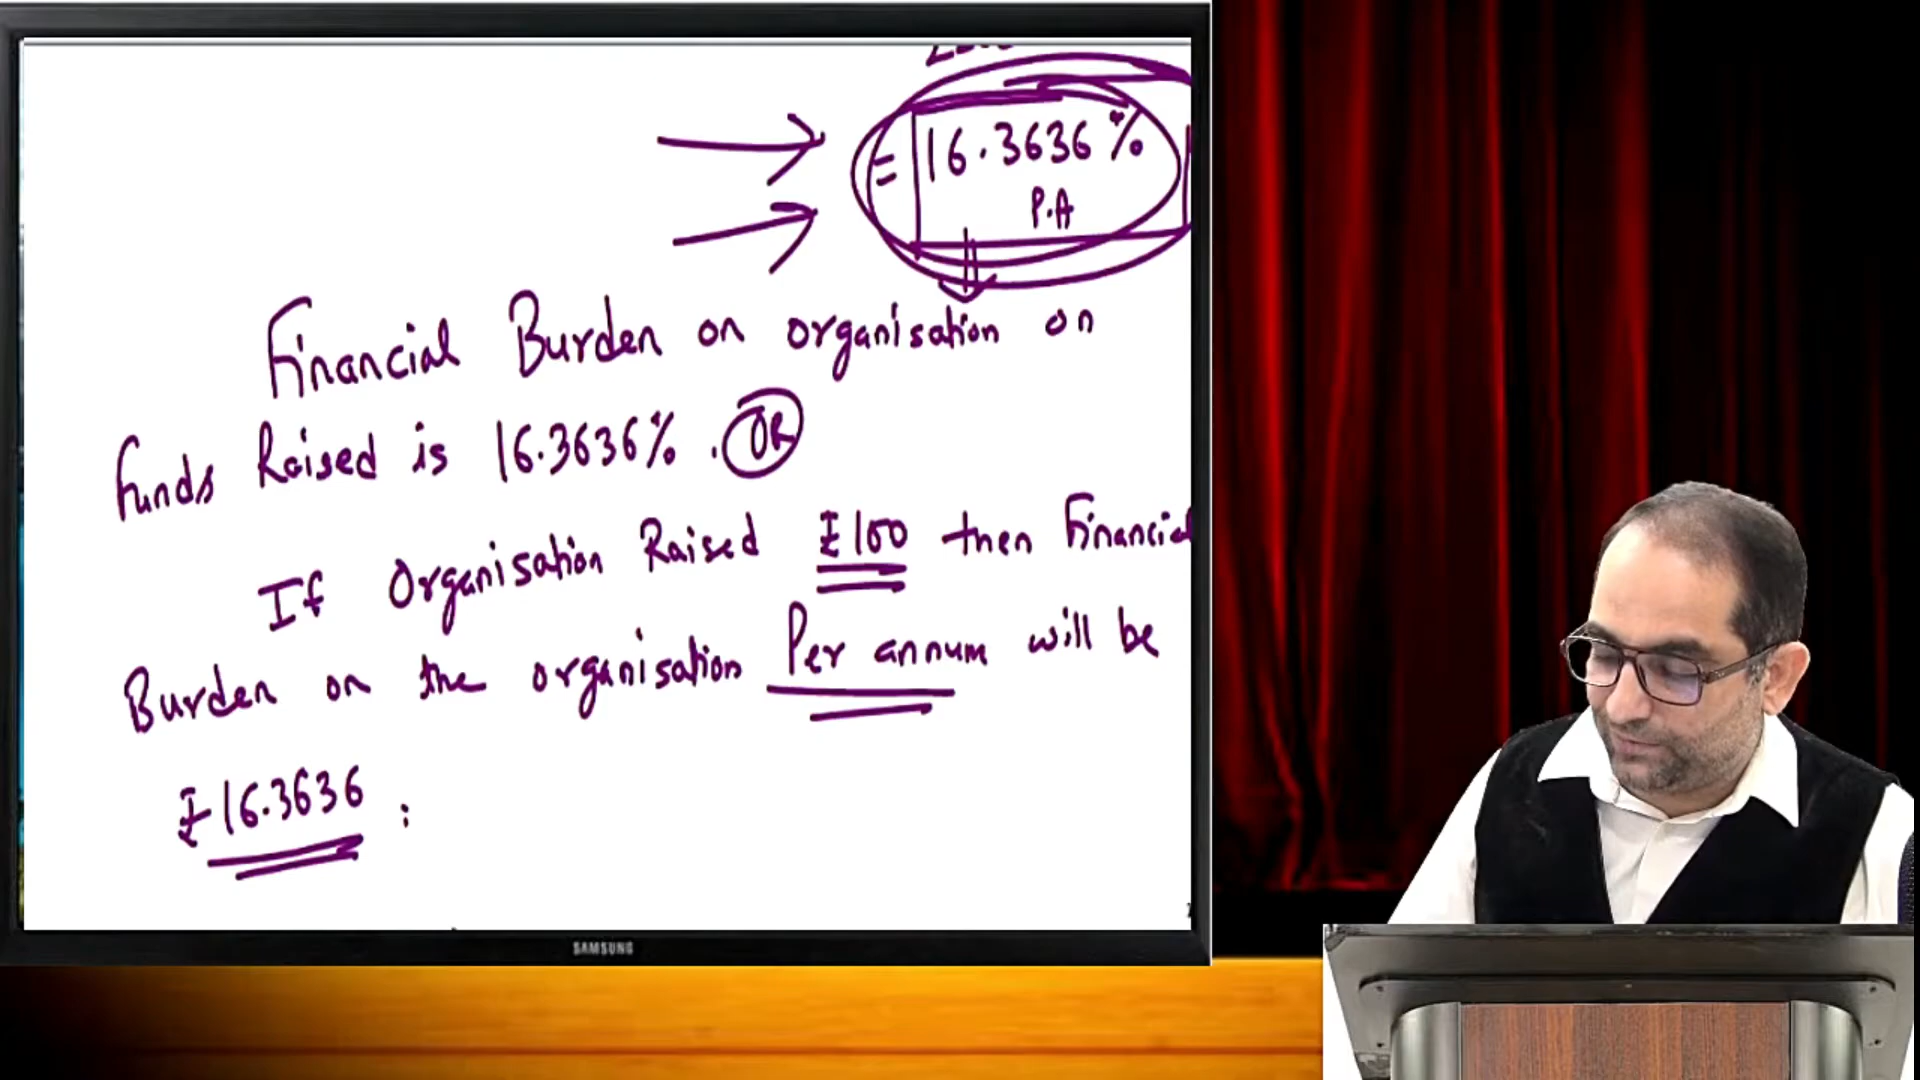 = 16.3636%
P.A
Financial Burden on organisation on
Funds Raised is 16.3636% . OR
If Organisation Raised ₹100 then Financial
Burden on the organisation Per annum will be
₹16.3636 :
SAMSUNG